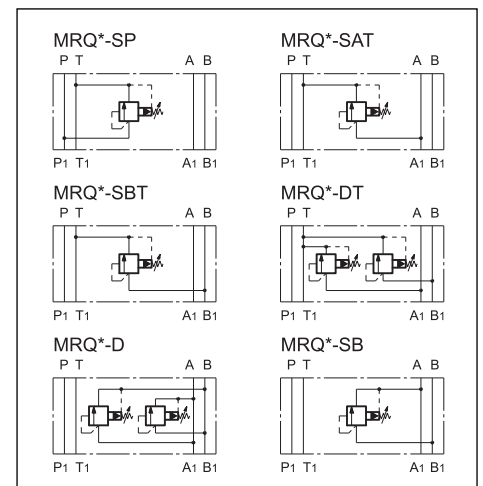 MRQ*-SP
P T A B
P1 T1 A1 B1
MRQ*-SAT
P T A B
P1 T1 A1 B1
MRQ*-SBT
P T A B
P1 T1 A1 B1
MRQ*-DT
P T A B
P1 T1 A1 B1
MRQ*-D
P T A B
P1 T1 A1 B1
MRQ*-SB
P T A B
P1 T1 A1 B1